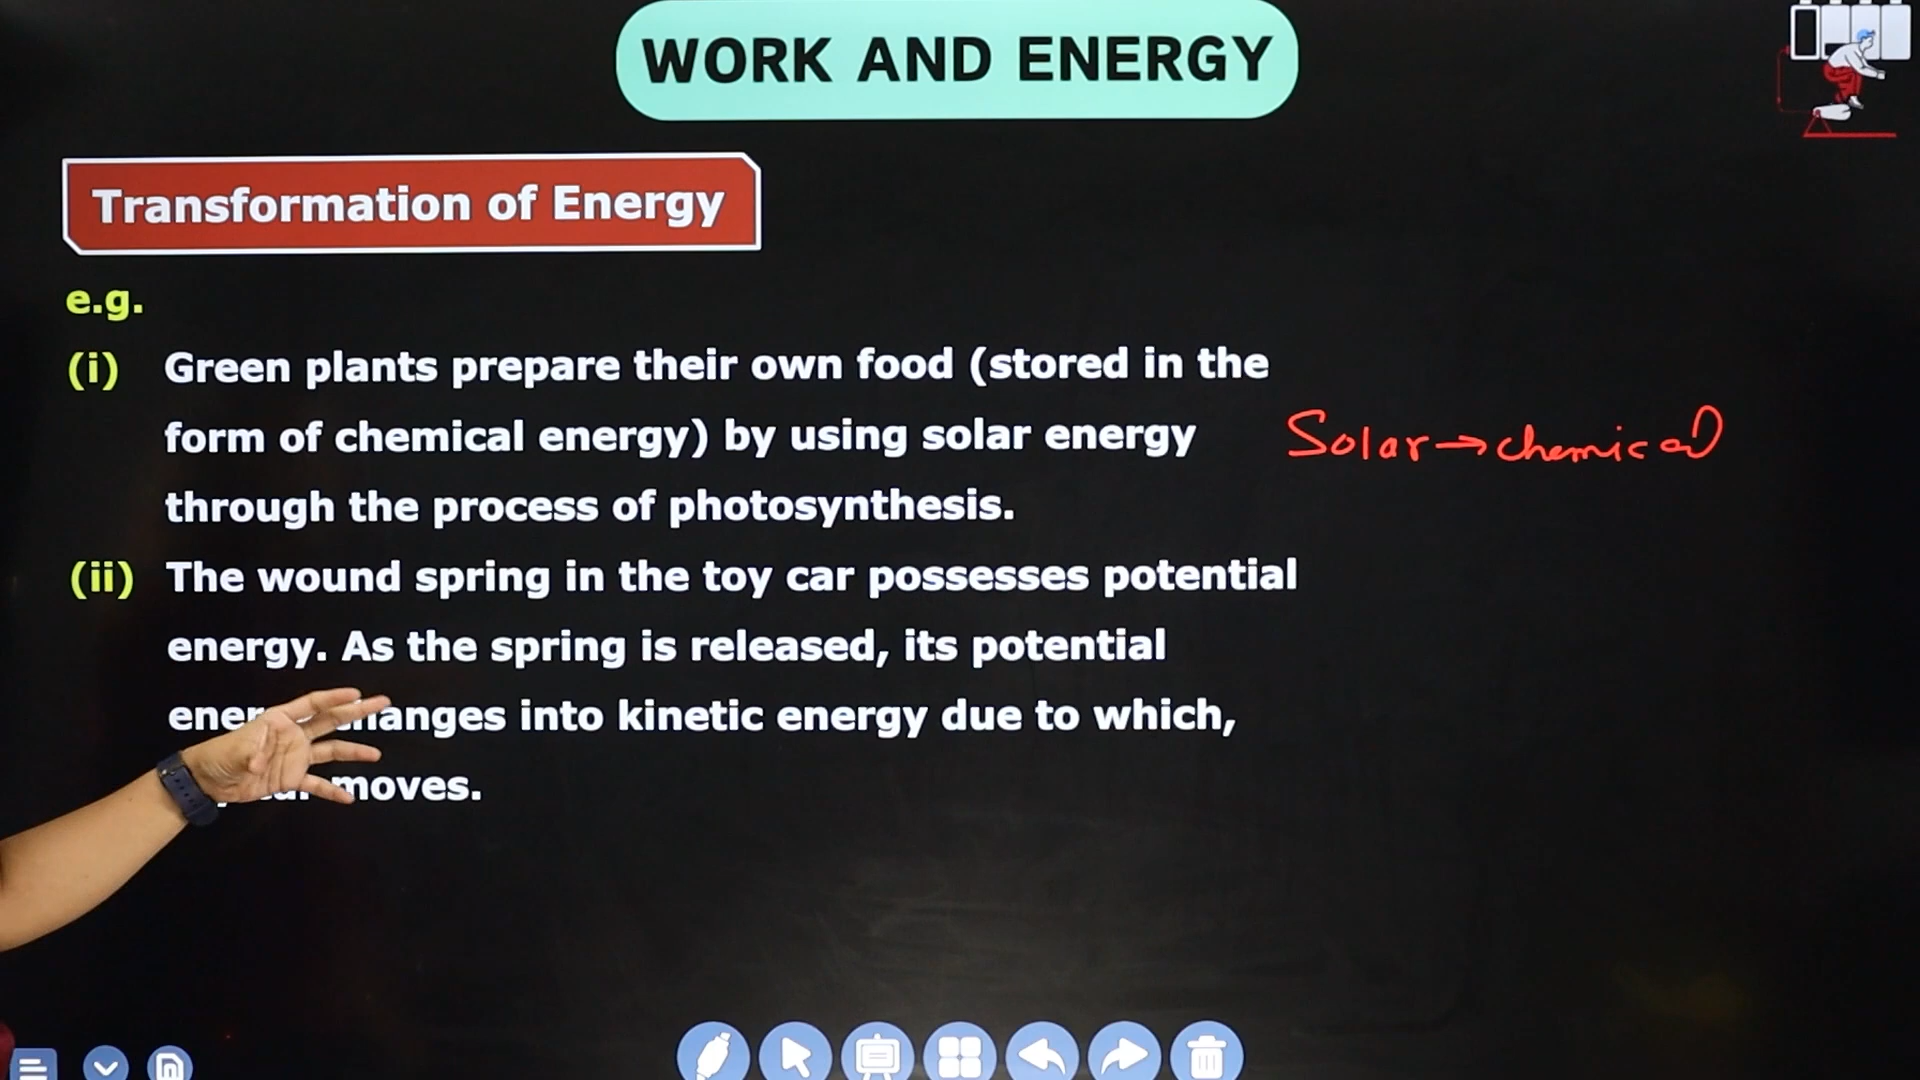 WORK AND ENERGY
Transformation of Energy
e.g.
(i) Green plants prepare their own food (stored in the
form of chemical energy) by using solar energy
Solar→chemical
through the process of photosynthesis.
(ii) The wound spring in the toy car possesses potential
energy. As the spring is released, its potential
changes into kinetic energy due to which,
moves.